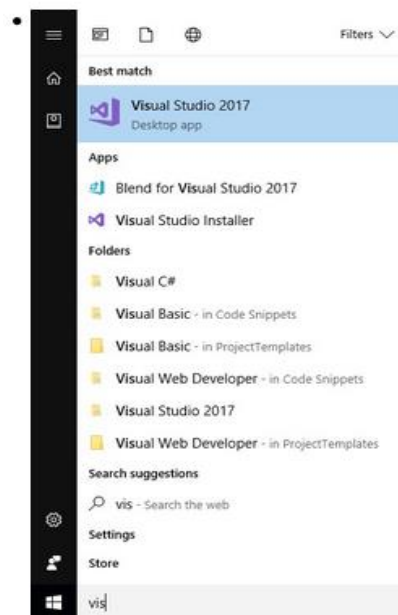 Filters
Best match
Visual Studio 2017
Desktop app
Apps
Blend for Visual Studio 2017
Visual Studio Installer
Folders
Visual C#
Visual Basic - in Code Snippets
Visual Basic - in ProjectTemplates
Visual Web Developer - in Code Snippets
Visual Studio 2017
Visual Web Developer - in ProjectTemplates
Search suggestions
vis - Search the web
Settings
Store
vis